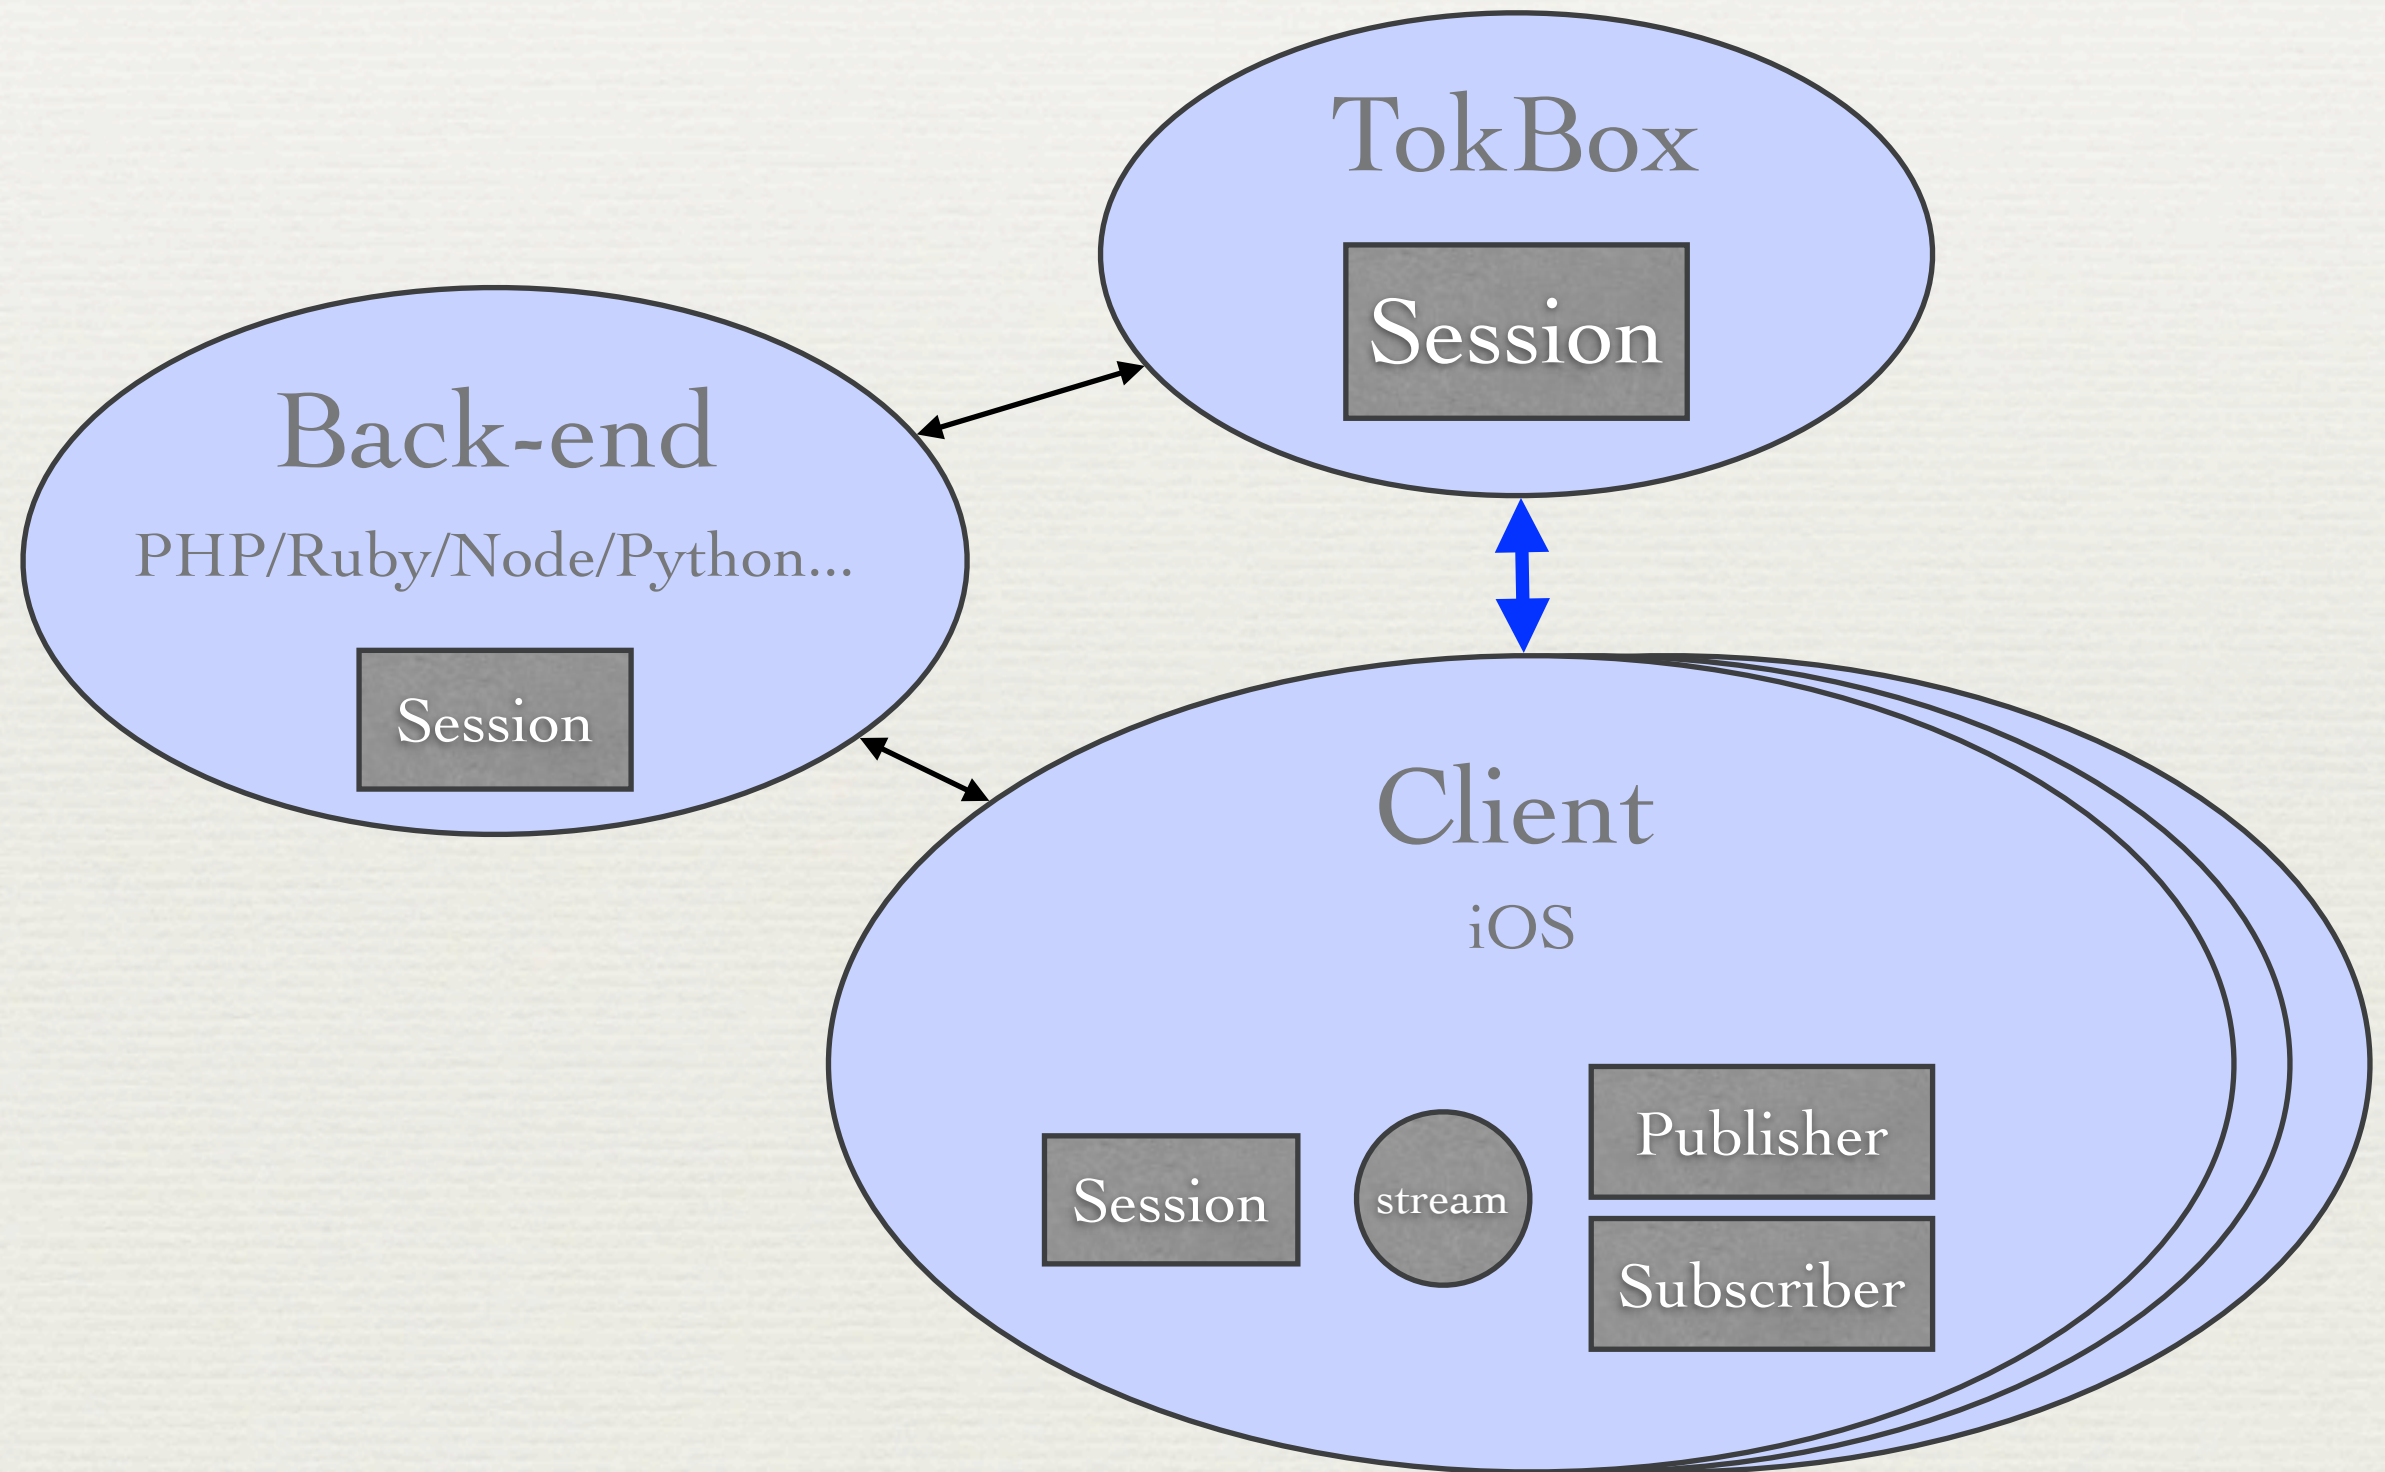 TokBox
Session
Back-end
PHP/Ruby/Node/Python...
Session
Client
iOS
Session
stream
Publisher
Subscriber